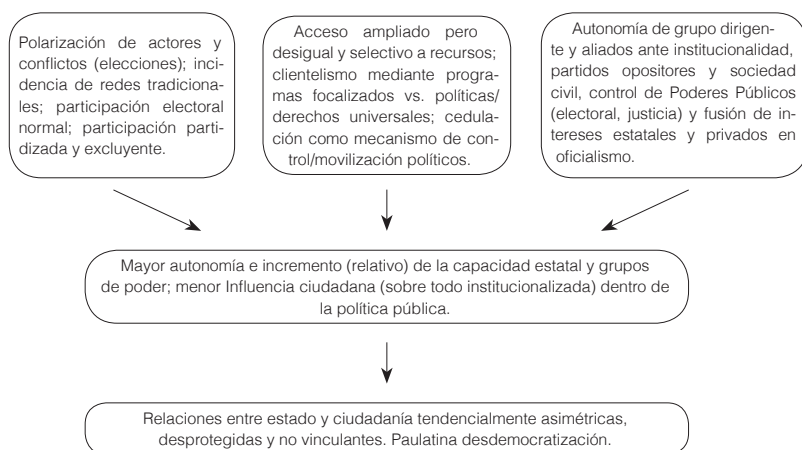 Polarización de actores y
conflictos (elecciones); inci
dencia de redes tradiciona-
les; participación electoral
normal; participación parti-
dizada y excluyente.
Acceso ampliado pero
desigual y selectivo a recursos;
clientelismo mediante progra-
mas focalizados vs. políticas/
derechos universales; cedula-
ción como mecanismo de con-
trol/movilización políticos.
Autonomía de grupo dirigen-
te y aliados ante institucionalidad,
partidos opositores y sociedad
civil, control de Poderes Públicos
(electoral, justicia) y fusión de in-
tereses estatales y privados en
oficialismo.
Mayor autonomía e incremento (relativo) de la capacidad estatal y grupos
de poder; menor Influencia ciudadana (sobre todo institucionalizada) dentro de
la política pública.
Relaciones entre estado y ciudadanía tendencialmente asimétricas,
desprotegidas y no vinculantes. Paulatina desdemocratización.